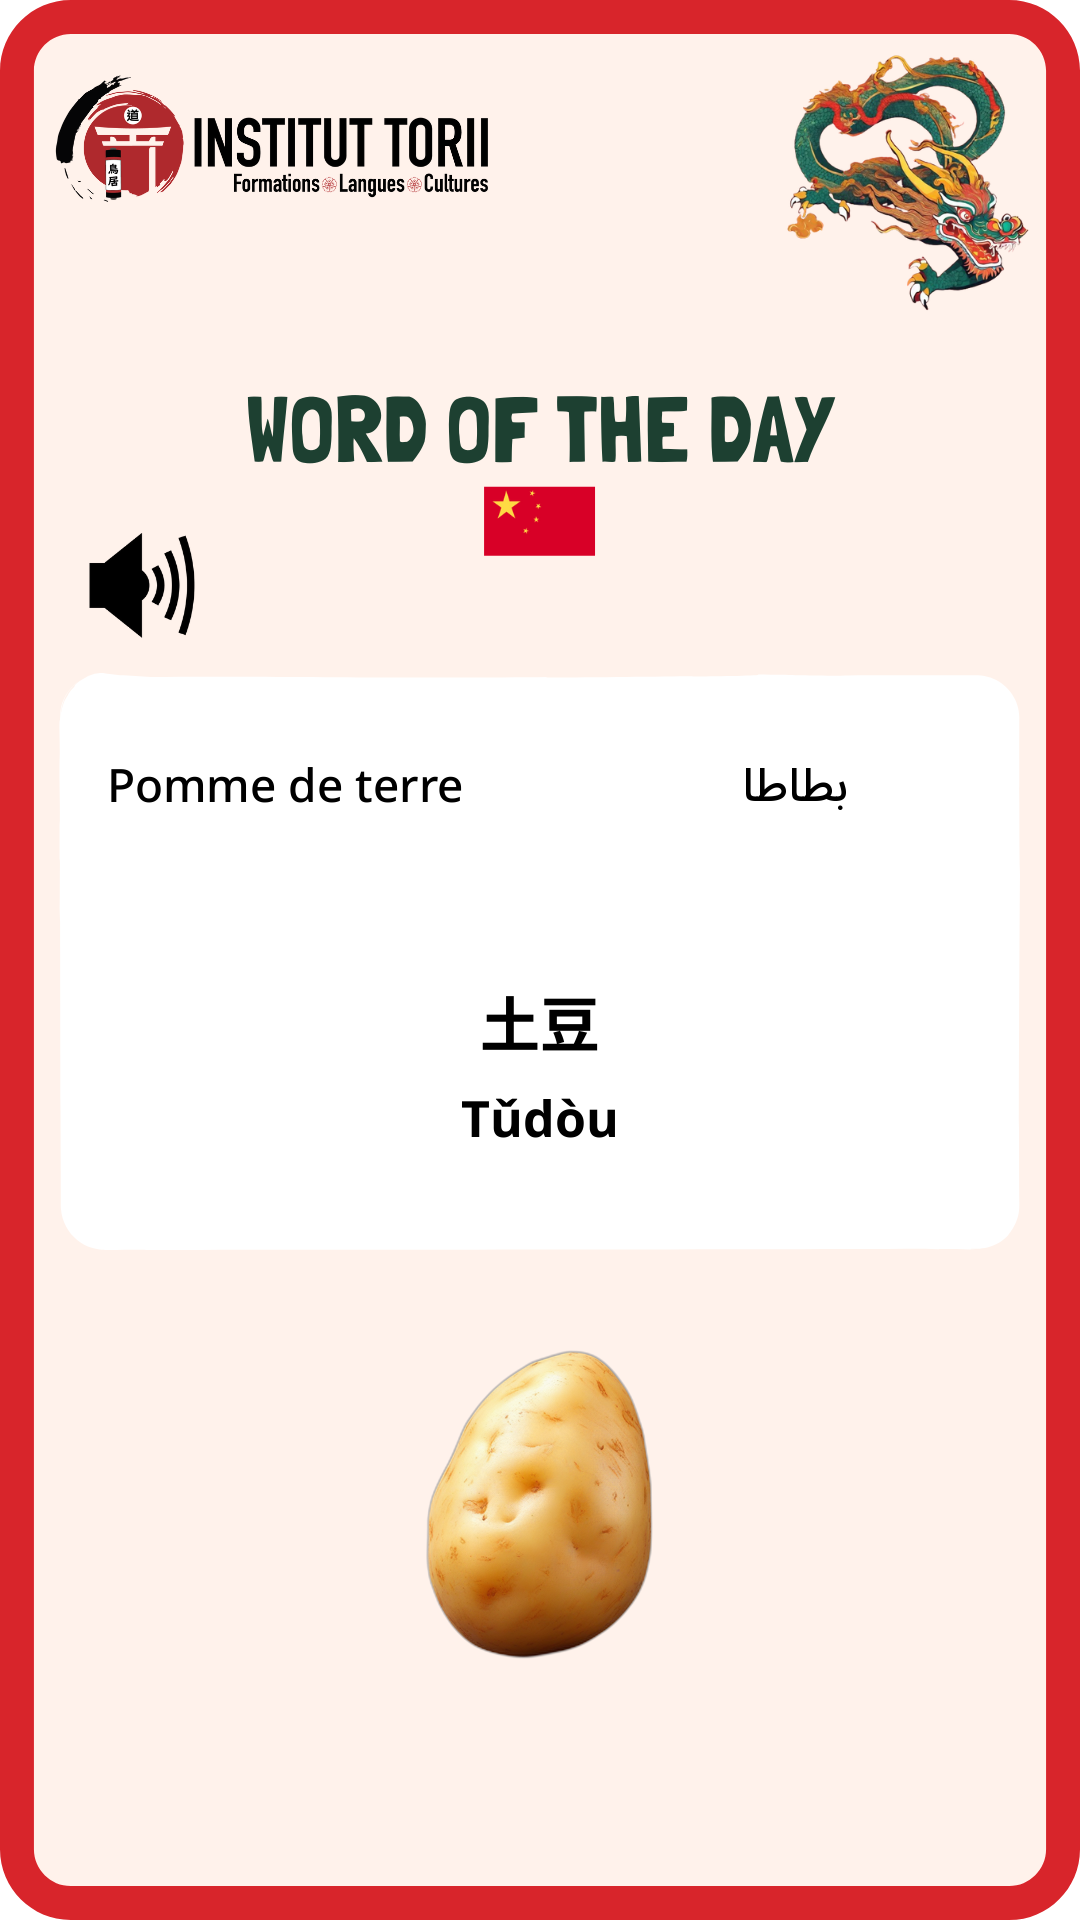 道
鳥居
INSTITUT TORII
Formations Langues Cultures
WORD OF THE DAY
Pomme de terre
بطاطا
土豆
Tǔdòu